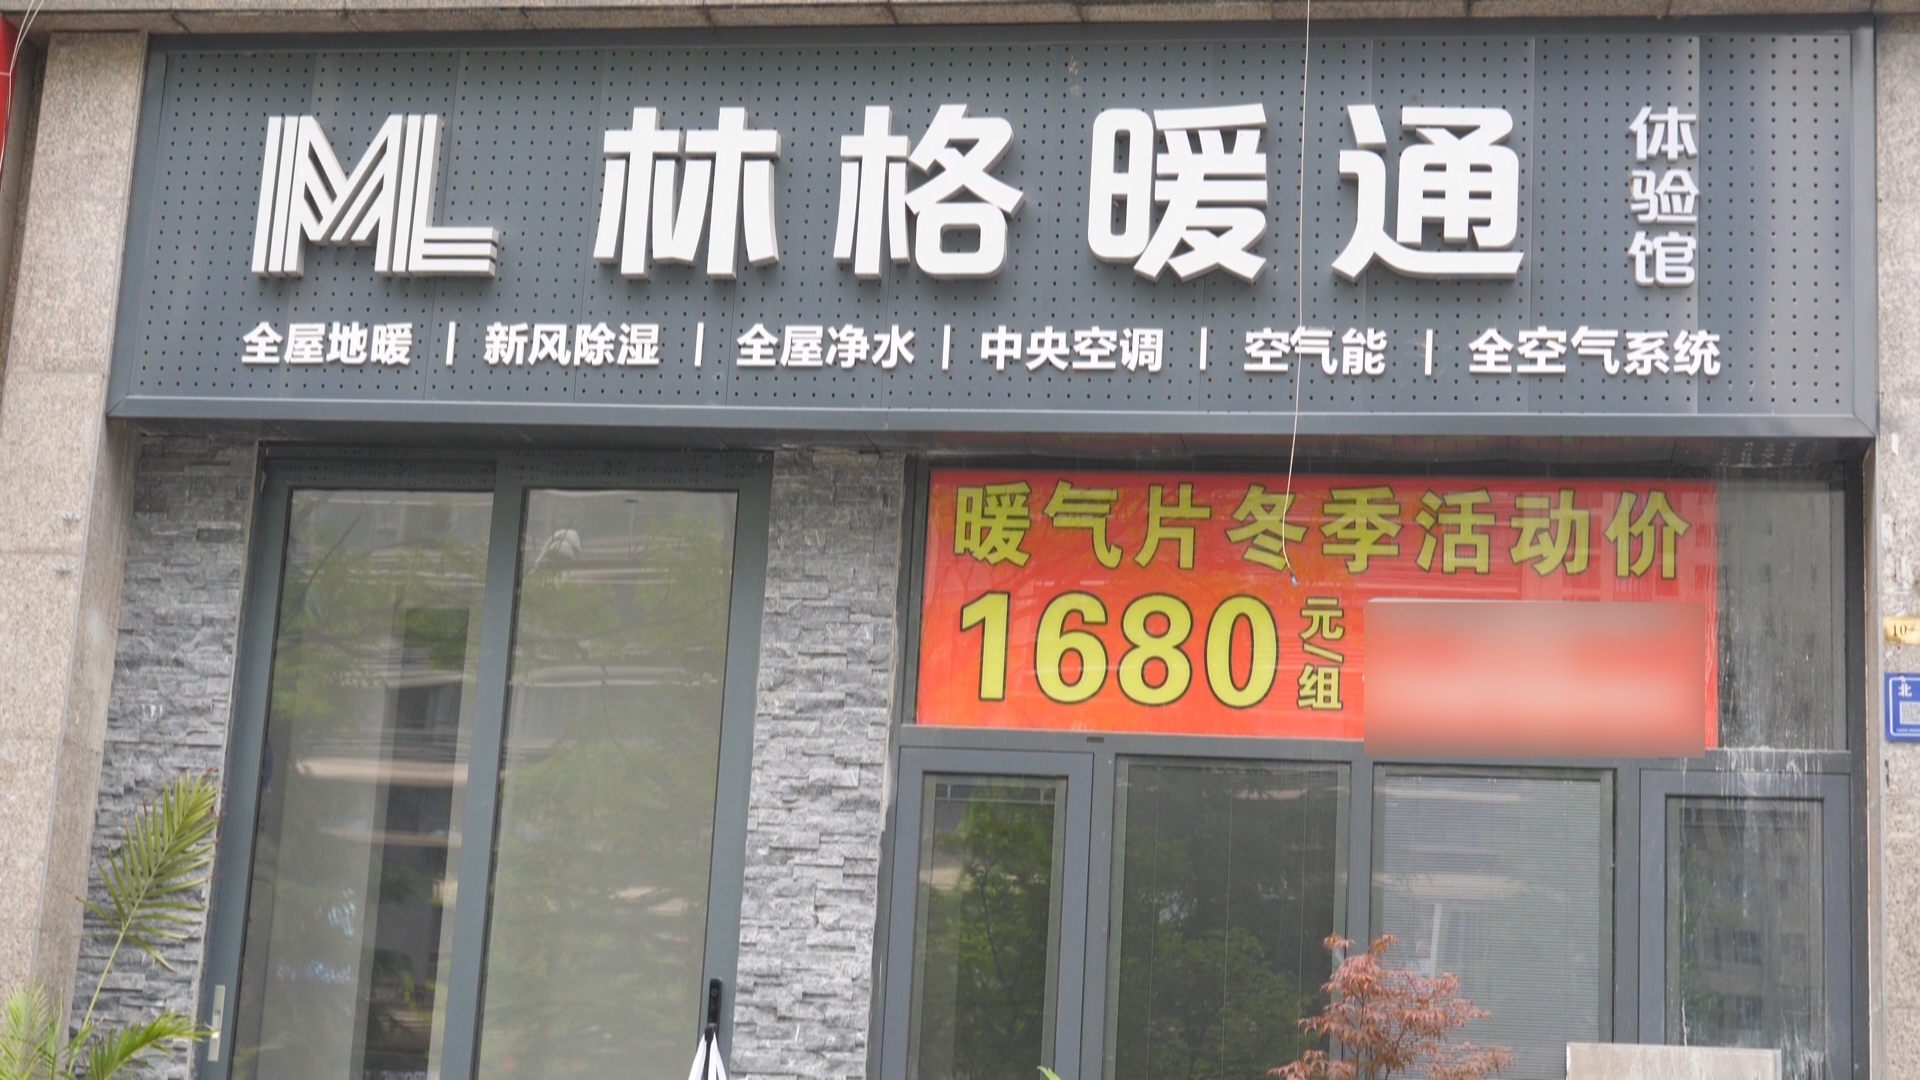 ML 林格暖通 体验馆
全屋地暖 | 新风除湿 | 全屋净水 | 中央空调 | 空气能 | 全空气系统
暖气片冬季活动价
1680元/组
北